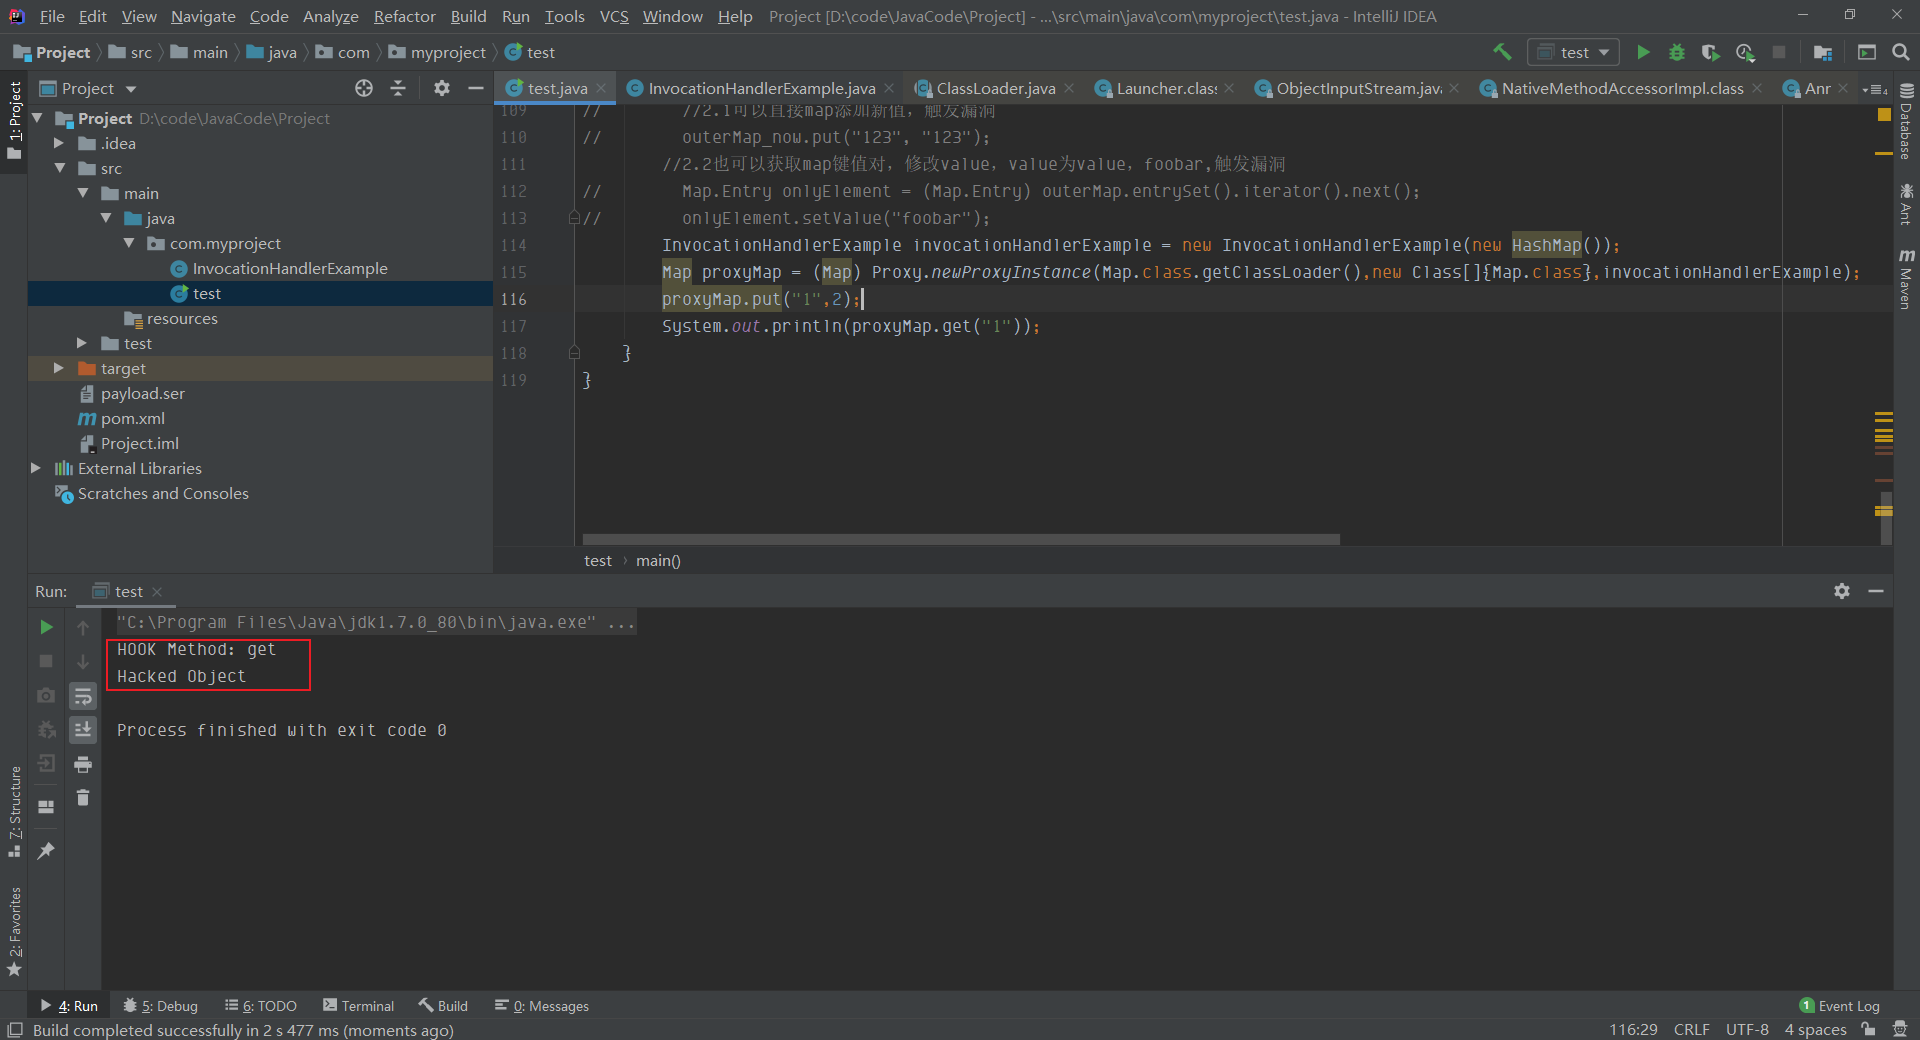 File Edit View Navigate Code Analyze Refactor Build Run Tools VCS Window Help Project [D:\code\JavaCode\Project] - ...\src\main\java\com\myproject\test.java - IntelliJ IDEA
Project src main java com myproject test
test
1: Project
Project
test.java InvocationHandlerExample.java ClassLoader.java Launcher.class ObjectInputStream.java NativeMethodAccessorImpl.class Anr
4
Project D:\code\JavaCode\Project
.idea
src
main
java
com.myproject
InvocationHandlerExample
test
resources
test
target
payload.ser
pom.xml
Project.iml
External Libraries
Scratches and Consoles
109 // //2.1可以直接map添加新值，触发漏洞
110 // outerMap_now.put("123", "123");
111 //2.2也可以获取map键值对，修改value，value为value，foobar,触发漏洞
112 // Map.Entry onlyElement = (Map.Entry) outerMap.entrySet().iterator().next();
113 // onlyElement.setValue("foobar");
114 InvocationHandlerExample invocationHandlerExample = new InvocationHandlerExample(new HashMap());
115 Map proxyMap = (Map) Proxy.newProxyInstance(Map.class.getClassLoader(),new Class[]{Map.class},invocationHandlerExample);
116 proxyMap.put("1",2);
117 System.out.println(proxyMap.get("1"));
118 }
119 }
test › main()
Database
Ant
Maven
Run: test
"C:\Program Files\Java\jdk1.7.0_80\bin\java.exe" ...
HOOK Method: get
Hacked Object
Process finished with exit code 0
7: Structure
2: Favorites
4: Run 5: Debug 6: TODO Terminal Build 0: Messages 1 Event Log
Build completed successfully in 2 s 477 ms (moments ago) 116:29 CRLF UTF-8 4 spaces